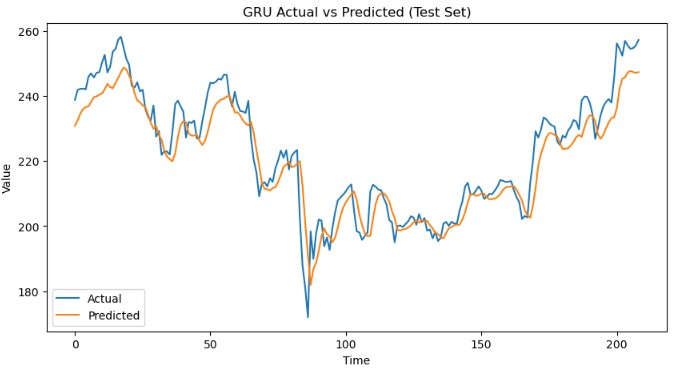 GRU Actual vs Predicted (Test Set)
260
240
220
200
180
Value
Actual
Predicted
0 50 100 150 200
Time